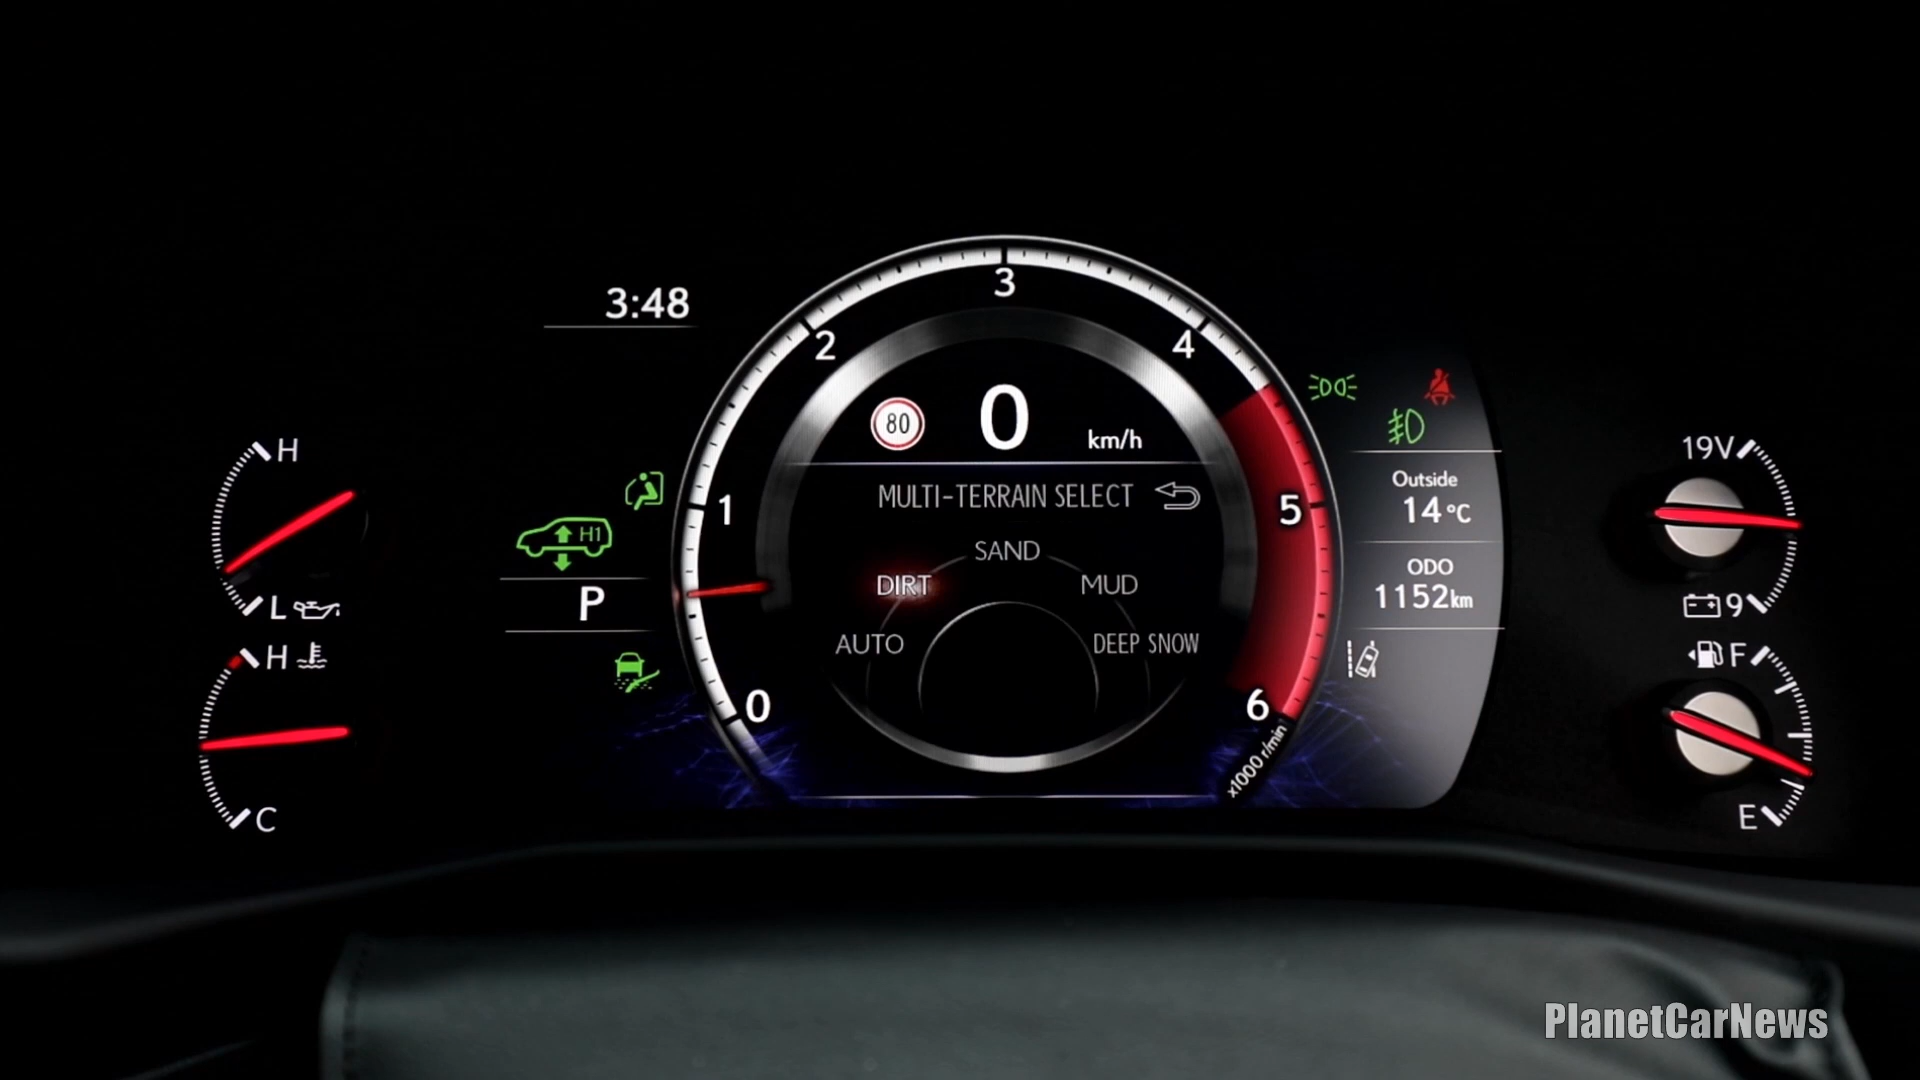 3:48
H
L
H
C
H1
P
0
1
2
3
4
5
6
x1000 r/min
80
0
km/h
MULTI-TERRAIN SELECT
SAND
DIRT
MUD
AUTO
DEEP SNOW
Outside
14°C
ODO
1152km
19V
9
F
E
PlanetCarNews